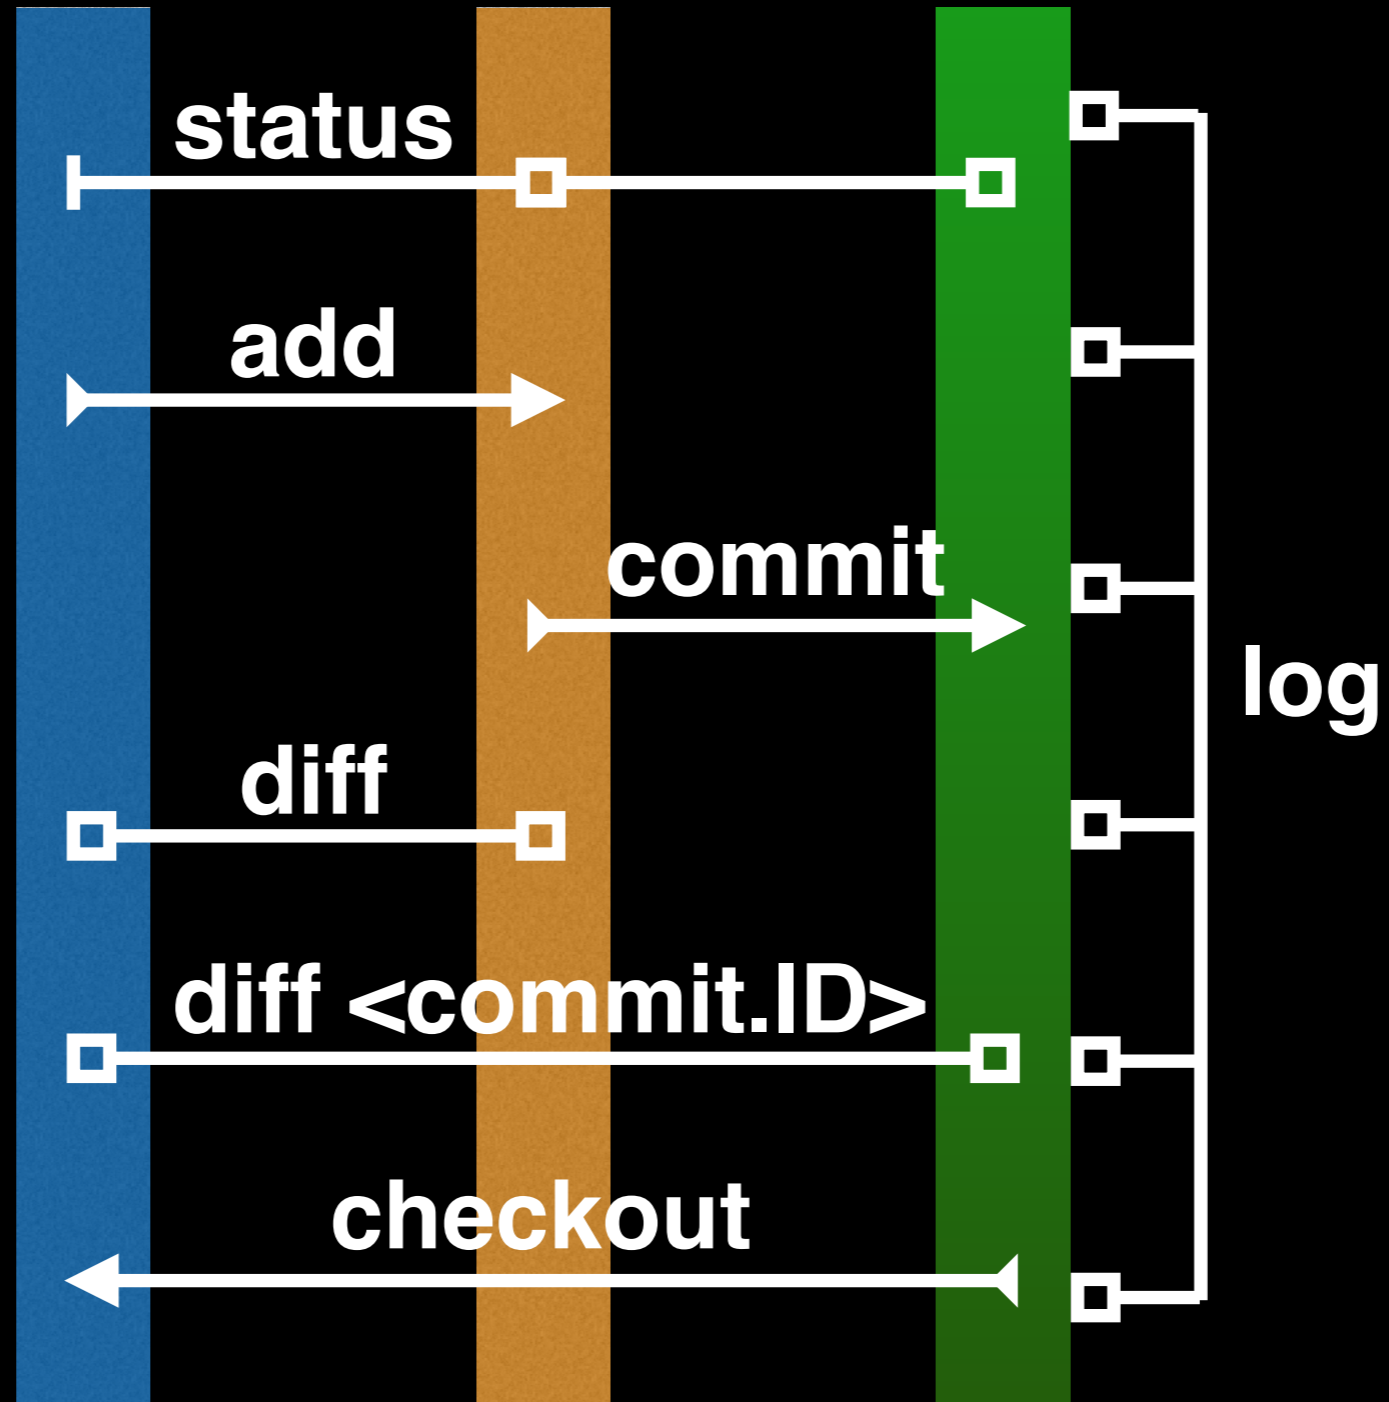 status
add
commit
log
diff
diff <commit.ID>
checkout